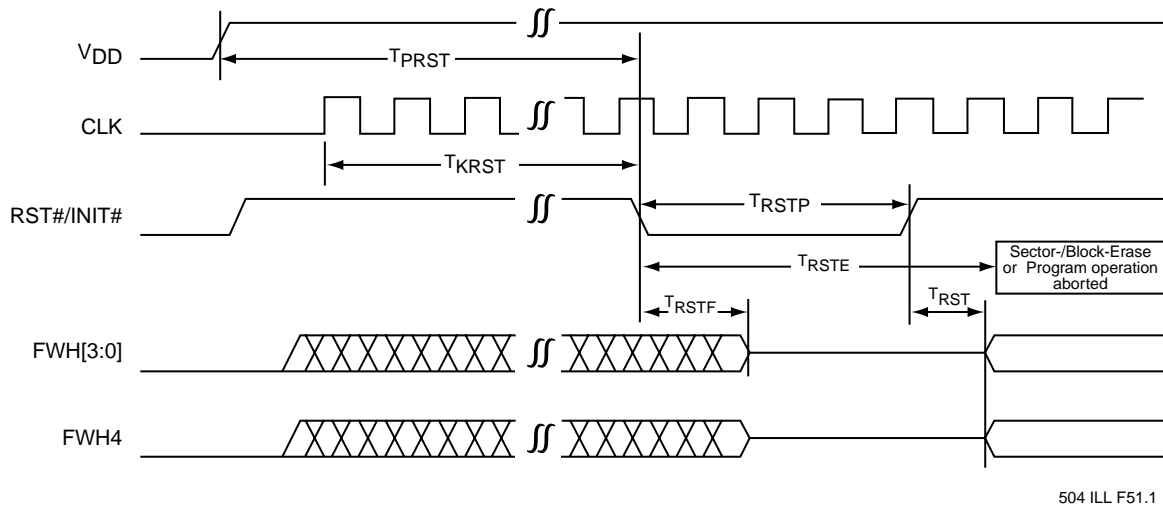 VDD
TPRST
CLK
TKRST
RST#/INIT#
TRSTP
TRSTE
Sector-/Block-Erase
or Program operation
aborted
TRSTF
TRST
FWH[3:0]
FWH4
504 ILL F51.1